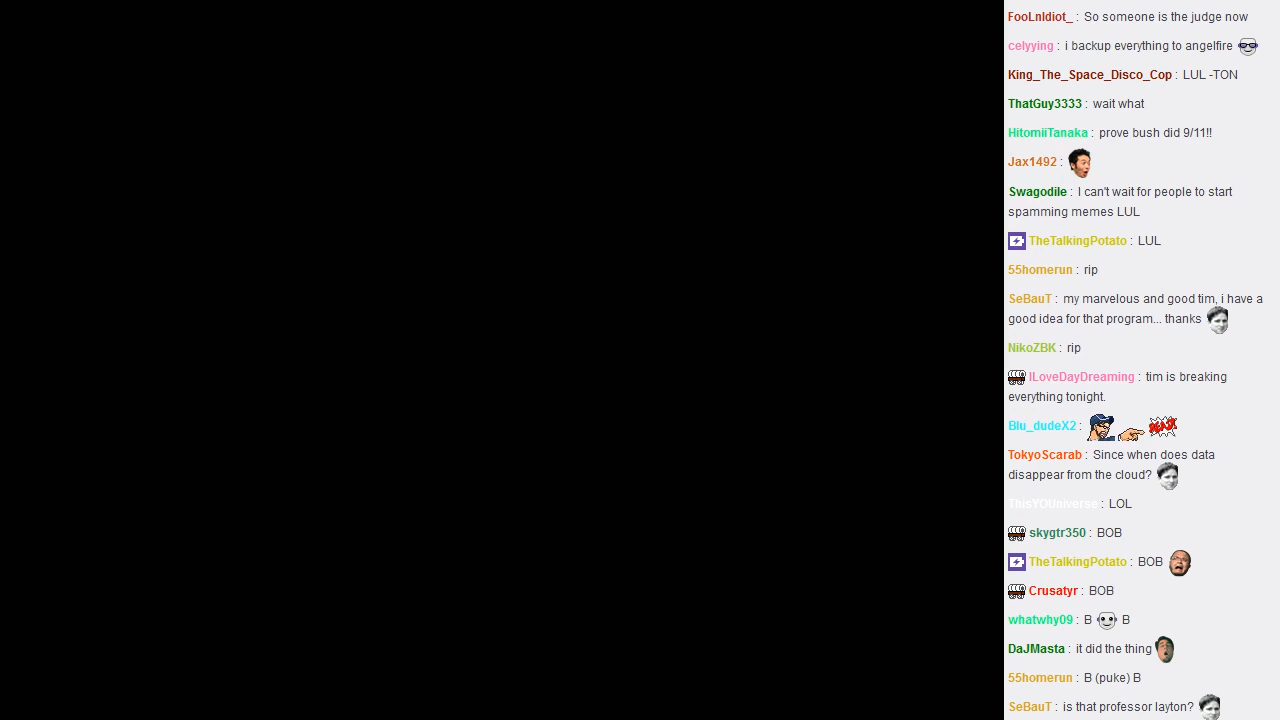 FooLnIdiot_ : So someone is the judge now
celyying : i backup everything to angelfire
King_The_Space_Disco_Cop : LUL -TON
ThatGuy3333 : wait what
HitomiiTanaka : prove bush did 9/11!!
Jax1492 :
Swagodile : I can't wait for people to start
spamming memes LUL
TheTalkingPotato : LUL
55homerun : rip
SeBauT : my marvelous and good tim, i have a
good idea for that program... thanks
NikoZBK : rip
ILoveDayDreaming : tim is breaking
everything tonight.
Blu_dudeX2 :
TokyoScarab : Since when does data
disappear from the cloud?
ThisYOUniverse : LOL
skygtr350 : BOB
TheTalkingPotato : BOB
Crusatyr : BOB
whatwhy09 : B B
DaJMasta : it did the thing
55homerun : B (puke) B
SeBauT : is that professor layton?